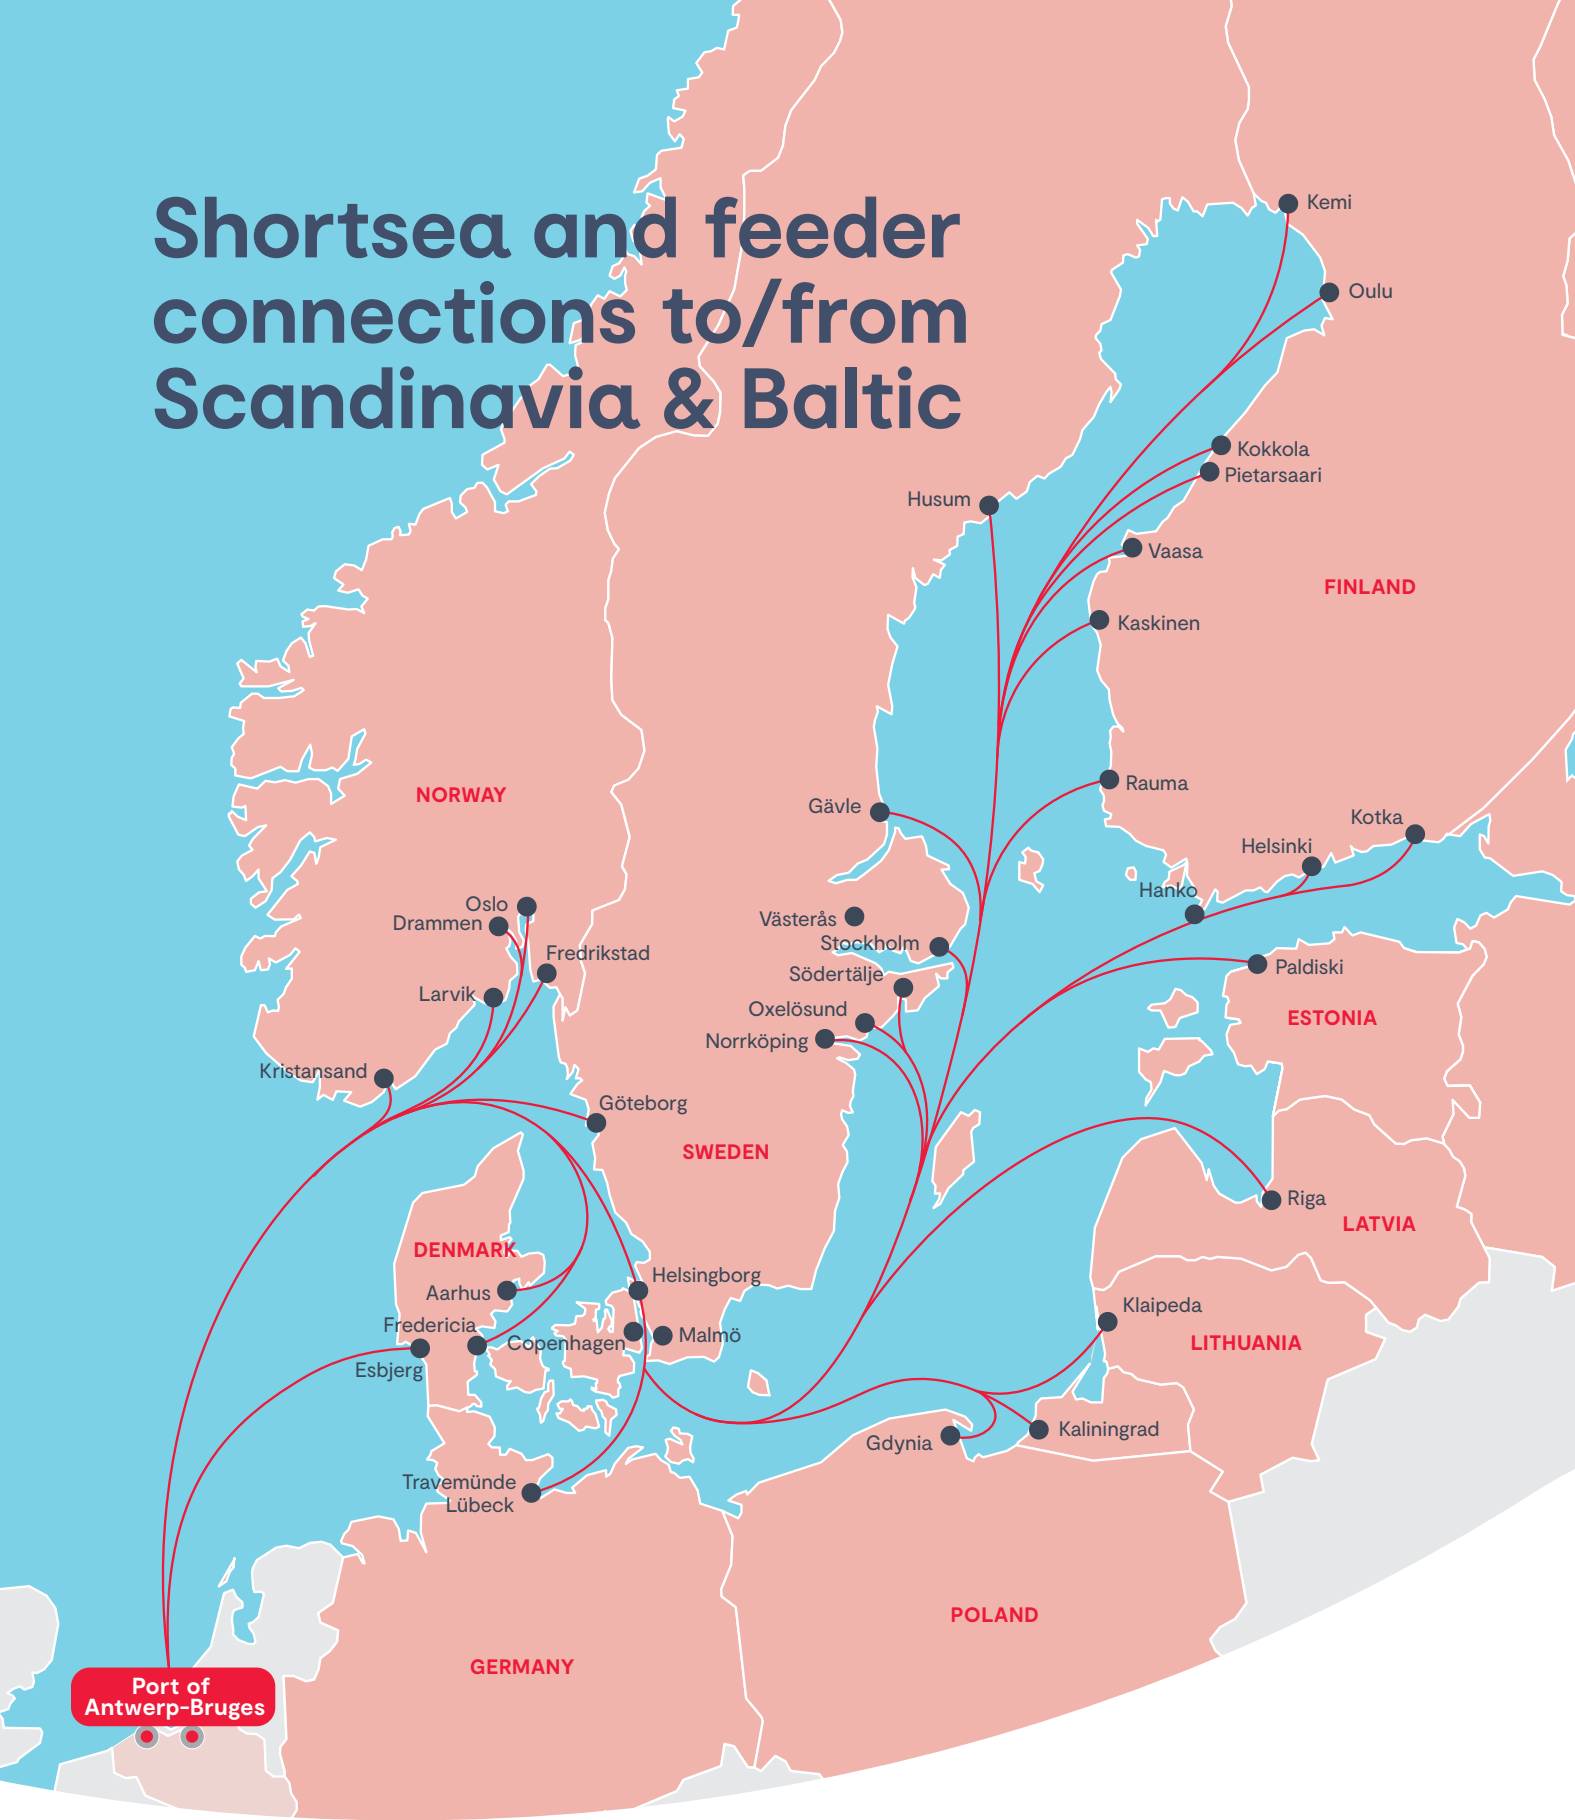 Shortsea and feeder
connections to/from
Scandinavia & Baltic
Kemi
Oulu
Kokkola
Pietarsaari
Husum
Vaasa
FINLAND
Kaskinen
Rauma
NORWAY
Gävle
Kotka
Helsinki
Hanko
Oslo
Drammen
Västerås
Stockholm
Fredrikstad
Södertälje
Paldiski
Larvik
Oxelösund
ESTONIA
Norrköping
Kristansand
Göteborg
SWEDEN
Riga
LATVIA
DENMARK
Helsingborg
Aarhus
Klaipeda
Fredericia
Copenhagen
Malmö
LITHUANIA
Esbjerg
Kaliningrad
Gdynia
Travemünde
Lübeck
POLAND
GERMANY
Port of
Antwerp-Bruges